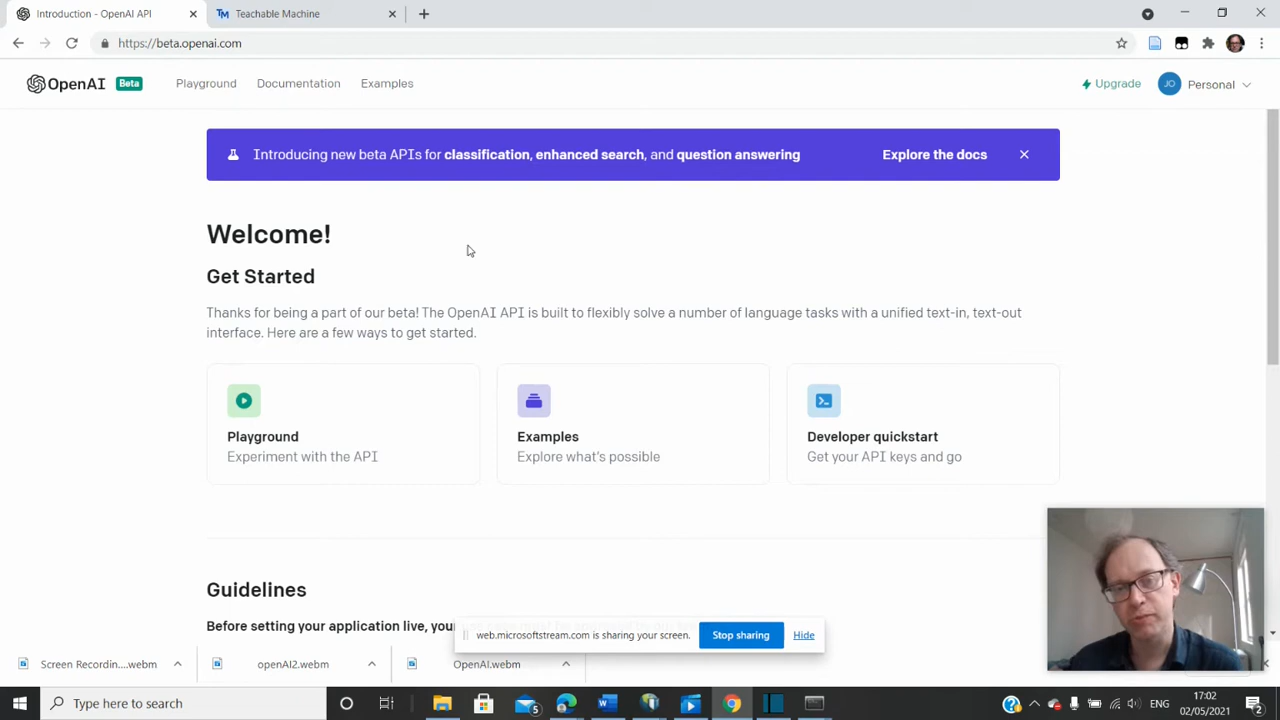 Introduction - OpenAI API
Teachable Machine
https://beta.openai.com
OpenAI Beta
Playground
Documentation
Examples
Upgrade
JO
Personal
Introducing new beta APIs for classification, enhanced search, and question answering
Explore the docs
Welcome!
Get Started
Thanks for being a part of our beta! The OpenAI API is built to flexibly solve a number of language tasks with a unified text-in, text-out
interface. Here are a few ways to get started.
Playground
Experiment with the API
Examples
Explore what's possible
Developer quickstart
Get your API keys and go
Guidelines
Before setting your application live, your
web.microsoftstream.com is sharing your screen.
Stop sharing
Hide
Screen Recordin....webm
openAI2.webm
OpenAI.webm
Type here to search
5
ENG
17:02
02/05/2021
2